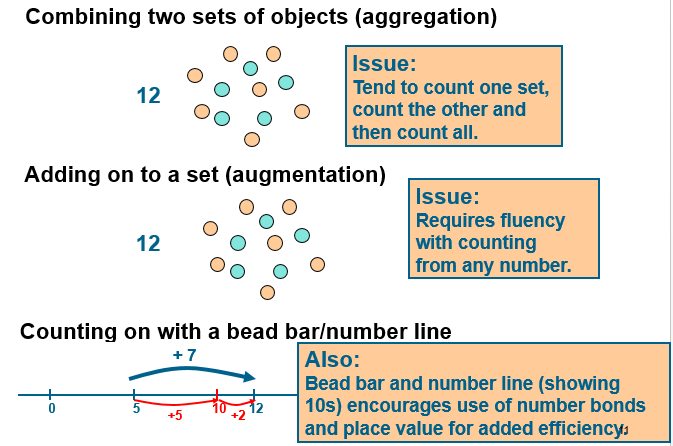 Combining two sets of objects (aggregation)
12
Issue:
Tend to count one set,
count the other and
then count all.
Adding on to a set (augmentation)
12
Issue:
Requires fluency
with counting
from any number.
Counting on with a bead bar/number line
+ 7
0 5 10 12
+5 +2
Also:
Bead bar and number line (showing
10s) encourages use of number bonds
and place value for added efficiency.